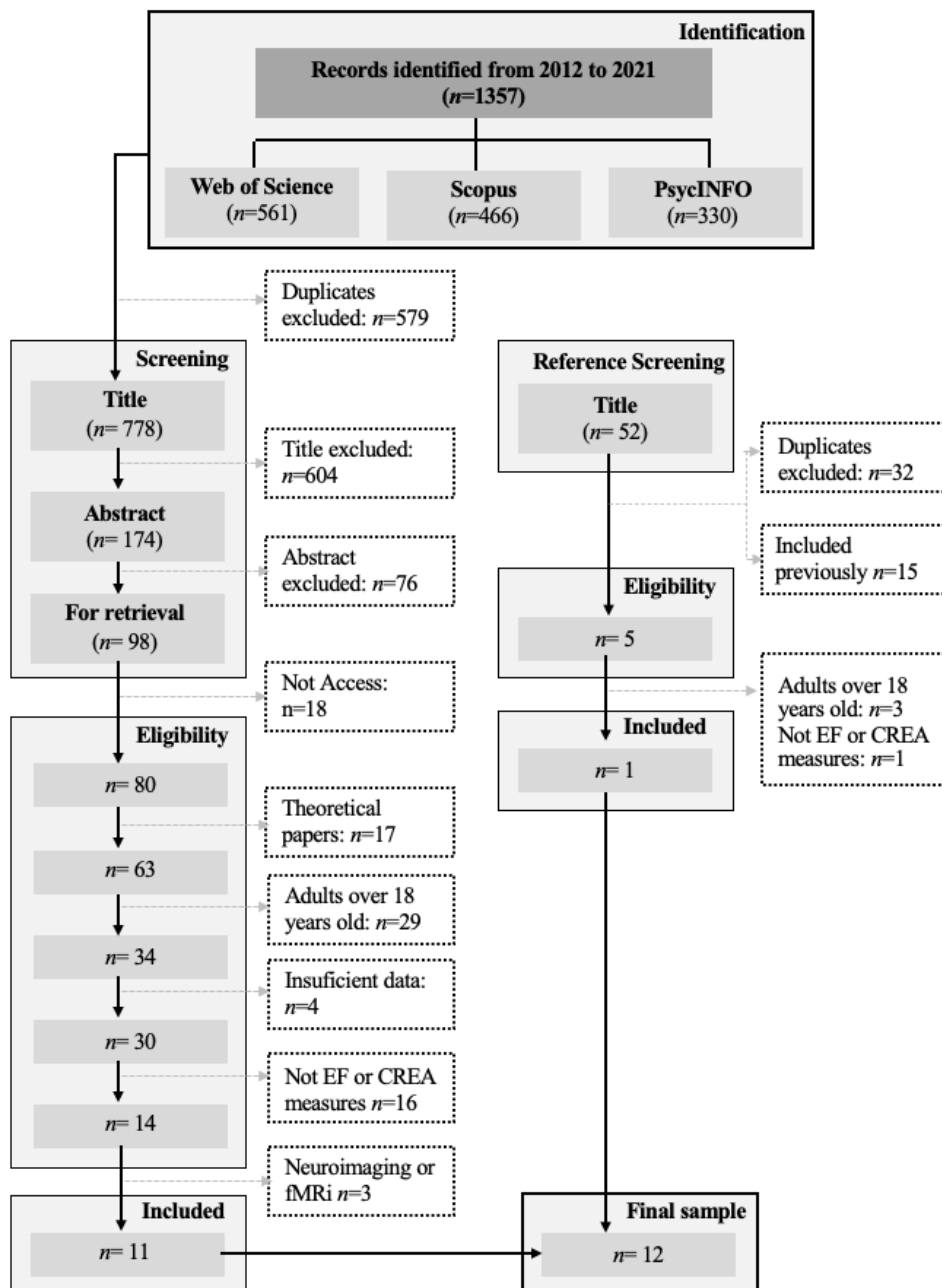 Identification
Records identified from 2012 to 2021
(n=1357)
Web of Science
(n=561)
Scopus
(n=466)
PsycINFO
(n=330)
Duplicates
excluded: n=579
Screening
Title
(n= 778)
Title excluded:
n=604
Abstract
(n= 174)
Abstract
excluded: n=76
For retrieval
(n= 98)
Not Access:
n=18
Eligibility
n= 80
Theoretical
papers: n=17
n= 63
Adults over 18
years old: n=29
n= 34
Insuficient data:
n=4
n= 30
Not EF or CREA
measures n=16
n= 14
Neuroimaging or
fMRi n=3
Included
n= 11
Reference Screening
Title
(n= 52)
Duplicates
excluded: n=32
Included
previously n=15
Eligibility
n= 5
Adults over 18
years old: n=3
Not EF or CREA
measures: n=1
Included
n= 1
Final sample
n= 12